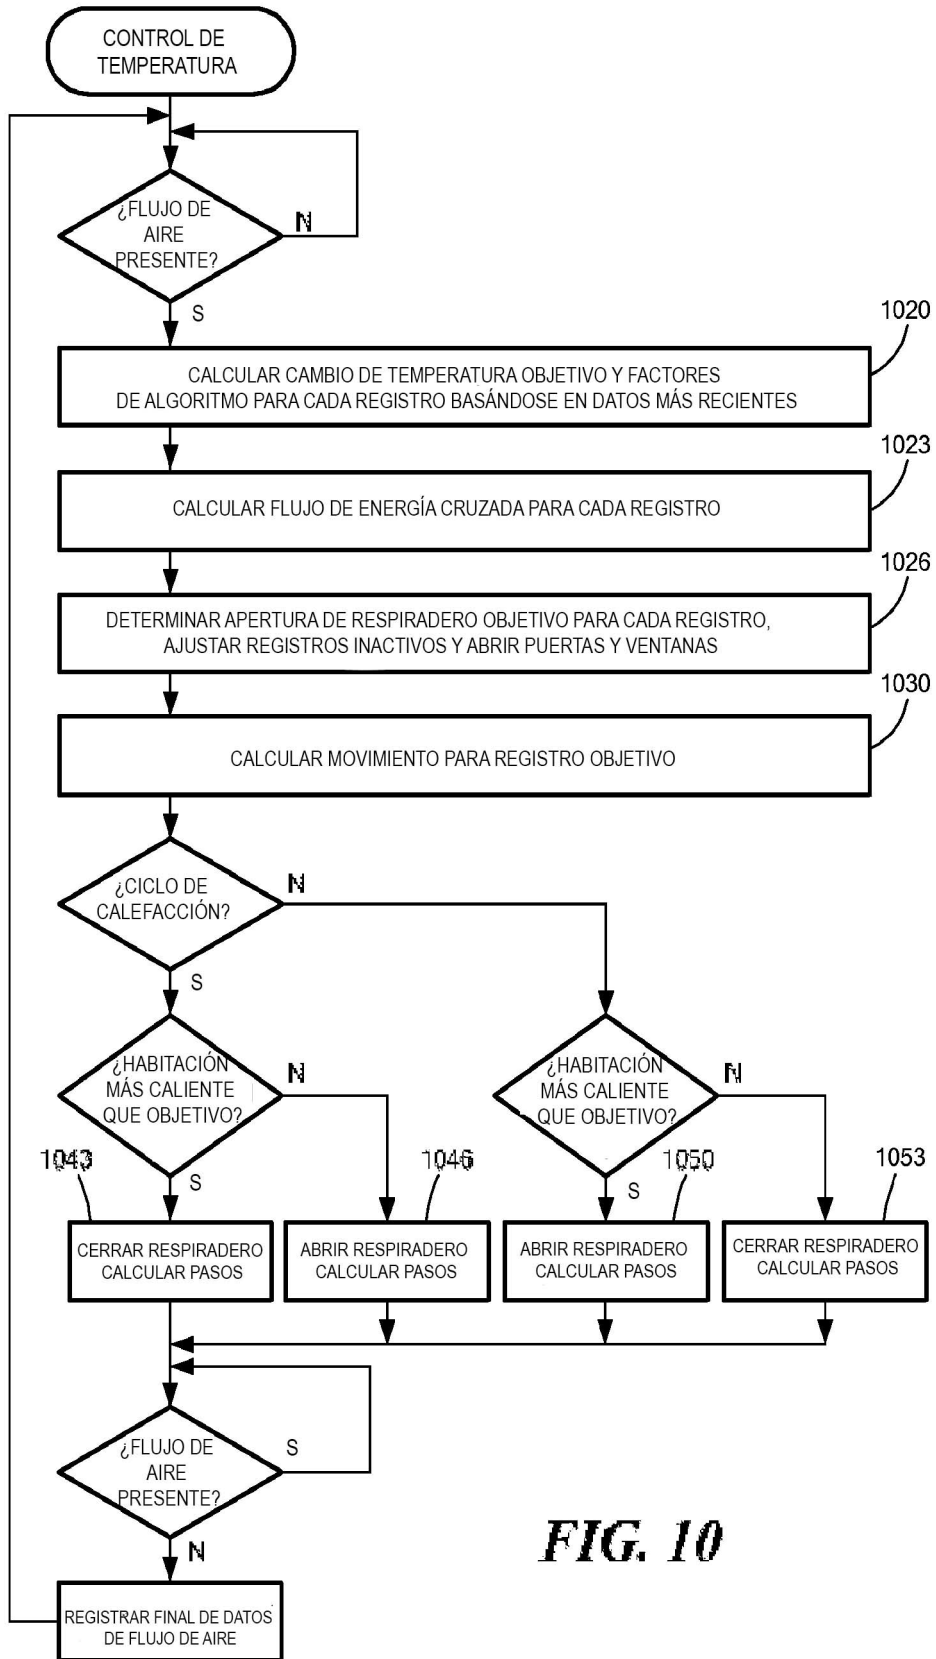 CONTROL DE
TEMPERATURA
¿FLUJO DE
AIRE
PRESENTE?
N
S
1020
CALCULAR CAMBIO DE TEMPERATURA OBJETIVO Y FACTORES
DE ALGORITMO PARA CADA REGISTRO BASÁNDOSE EN DATOS MÁS RECIENTES
1023
CALCULAR FLUJO DE ENERGÍA CRUZADA PARA CADA REGISTRO
1026
DETERMINAR APERTURA DE RESPIRADERO OBJETIVO PARA CADA REGISTRO,
AJUSTAR REGISTROS INACTIVOS Y ABRIR PUERTAS Y VENTANAS
1030
CALCULAR MOVIMIENTO PARA REGISTRO OBJETIVO
¿CICLO DE
CALEFACCIÓN?
N
S
¿HABITACIÓN
MÁS CALIENTE
QUE OBJETIVO?
N
S
¿HABITACIÓN
MÁS CALIENTE
QUE OBJETIVO?
N
S
1043
CERRAR RESPIRADERO
CALCULAR PASOS
1046
ABRIR RESPIRADERO
CALCULAR PASOS
1050
ABRIR RESPIRADERO
CALCULAR PASOS
1053
CERRAR RESPIRADERO
CALCULAR PASOS
¿FLUJO DE
AIRE
PRESENTE?
S
N
REGISTRAR FINAL DE DATOS
DE FLUJO DE AIRE
FIG. 10